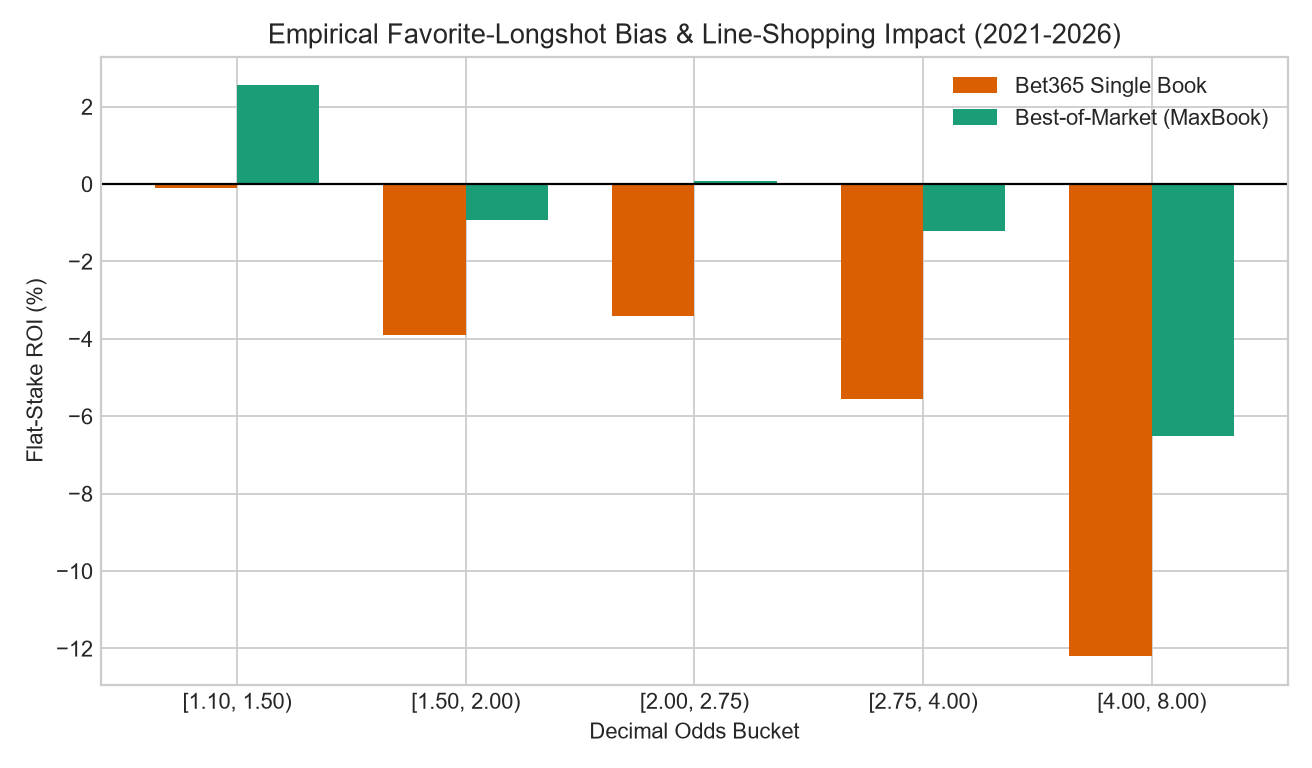 Empirical Favorite-Longshot Bias & Line-Shopping Impact (2021-2026)
Bet365 Single Book
Best-of-Market (MaxBook)
Flat-Stake ROI (%)
2
0
−2
−4
−6
−8
−10
−12
[1.10, 1.50)
[1.50, 2.00)
[2.00, 2.75)
[2.75, 4.00)
[4.00, 8.00)
Decimal Odds Bucket